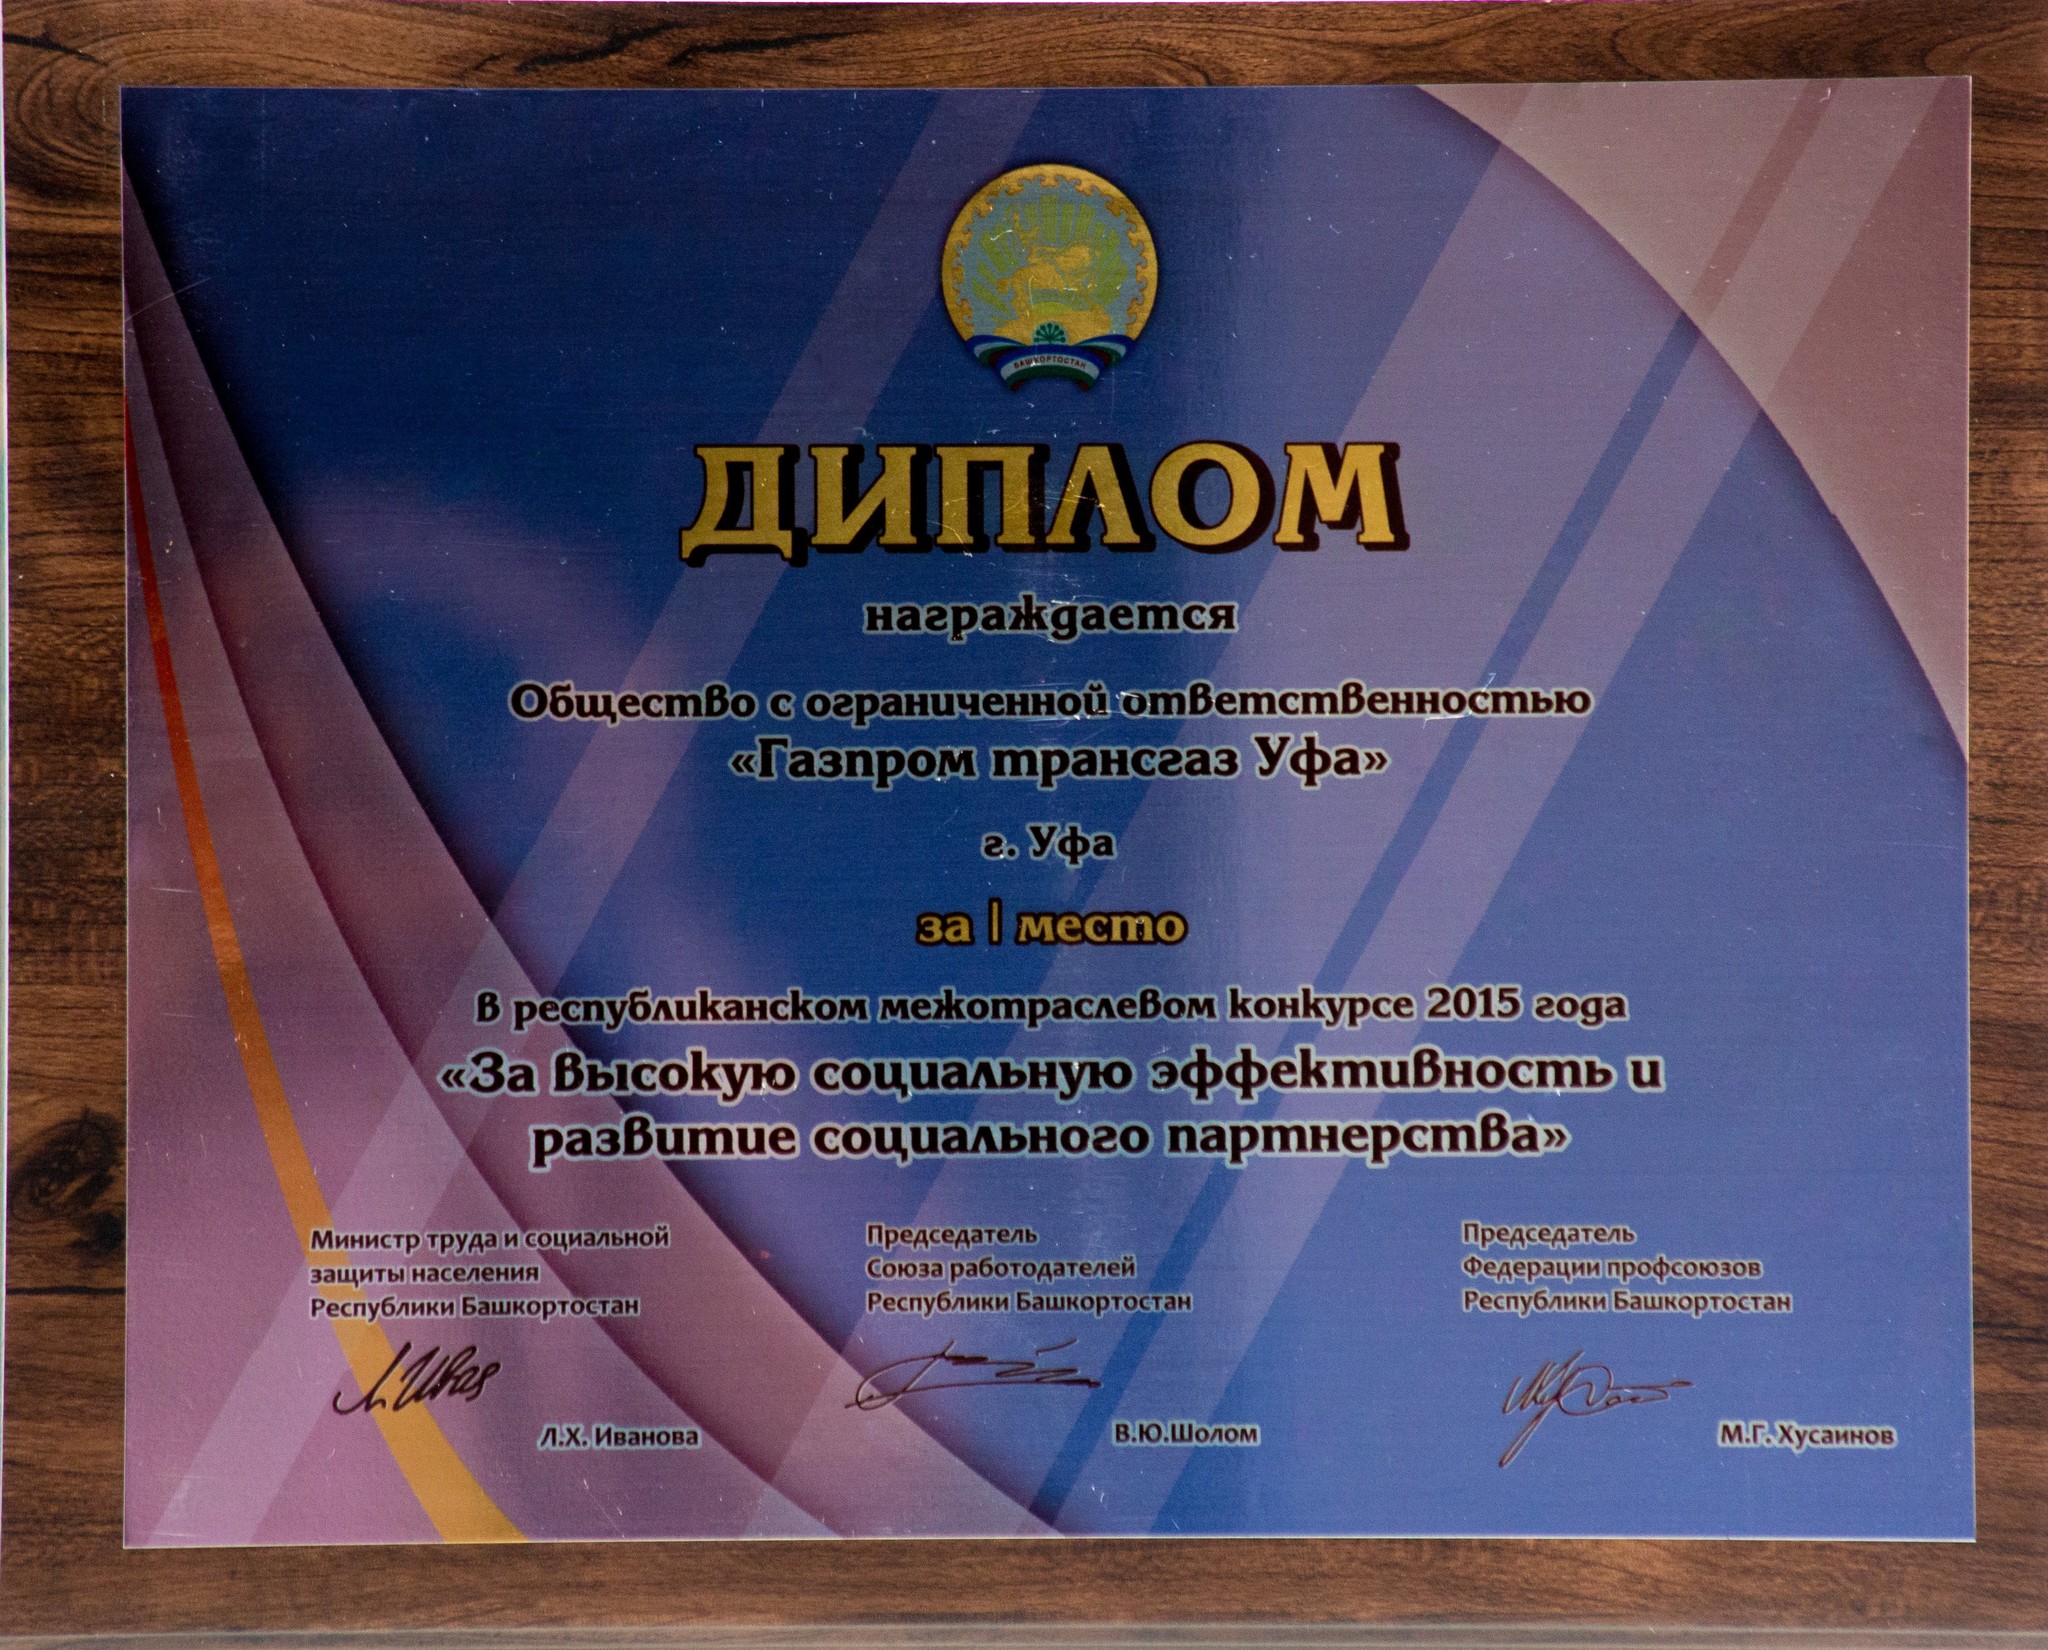 БАШКОРТОСТАН
ДИПЛОМ
награждается
Общество с ограниченной ответственностью
«Газпром трансгаз Уфа»
г. Уфа
за I место
в республиканском межотраслевом конкурсе 2015 года
«За высокую социальную эффективность и
развитие социального партнерства»
Министр труда и социальной
защиты населения
Республики Башкортостан
Л.Х. Иванова
Председатель
Союза работодателей
Республики Башкортостан
В.Ю.Шолом
Председатель
Федерации профсоюзов
Республики Башкортостан
М.Г. Хусаинов